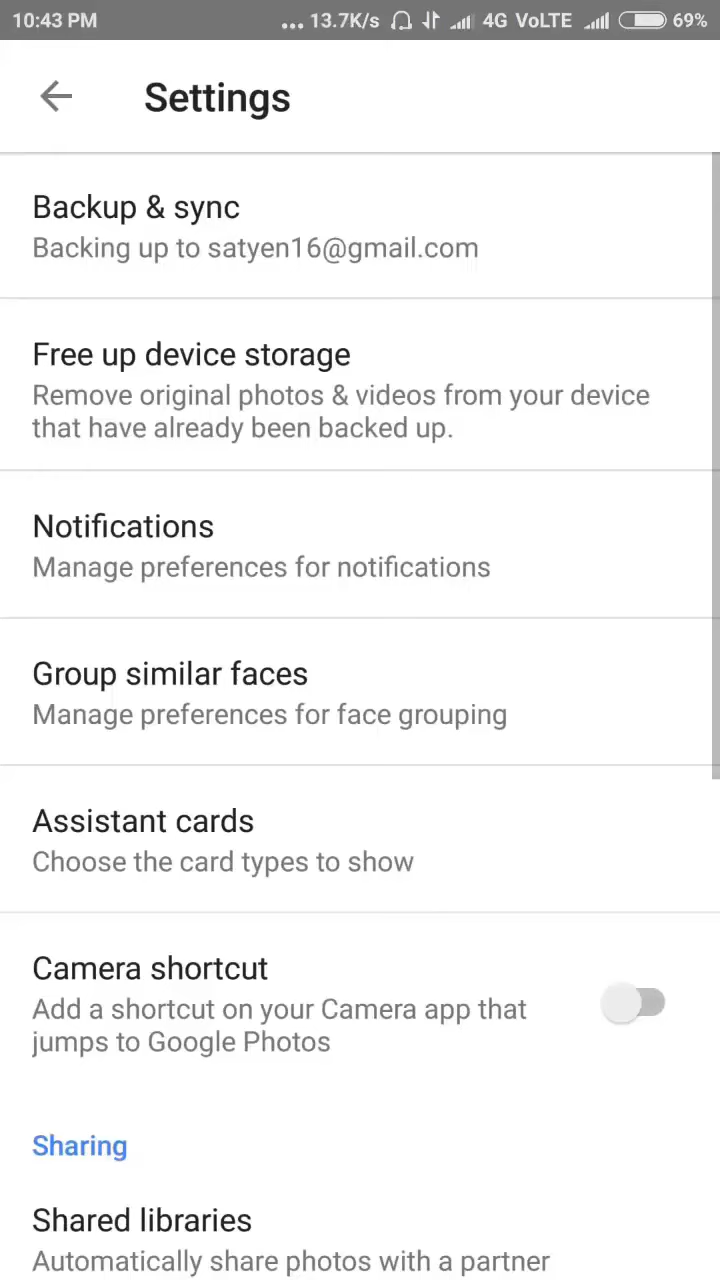 10:43 PM ... 13.7K/s 4G VoLTE 69%
Settings
Backup & sync
Backing up to satyen16@gmail.com
Free up device storage
Remove original photos & videos from your device
that have already been backed up.
Notifications
Manage preferences for notifications
Group similar faces
Manage preferences for face grouping
Assistant cards
Choose the card types to show
Camera shortcut
Add a shortcut on your Camera app that
jumps to Google Photos
Sharing
Shared libraries
Automatically share photos with a partner